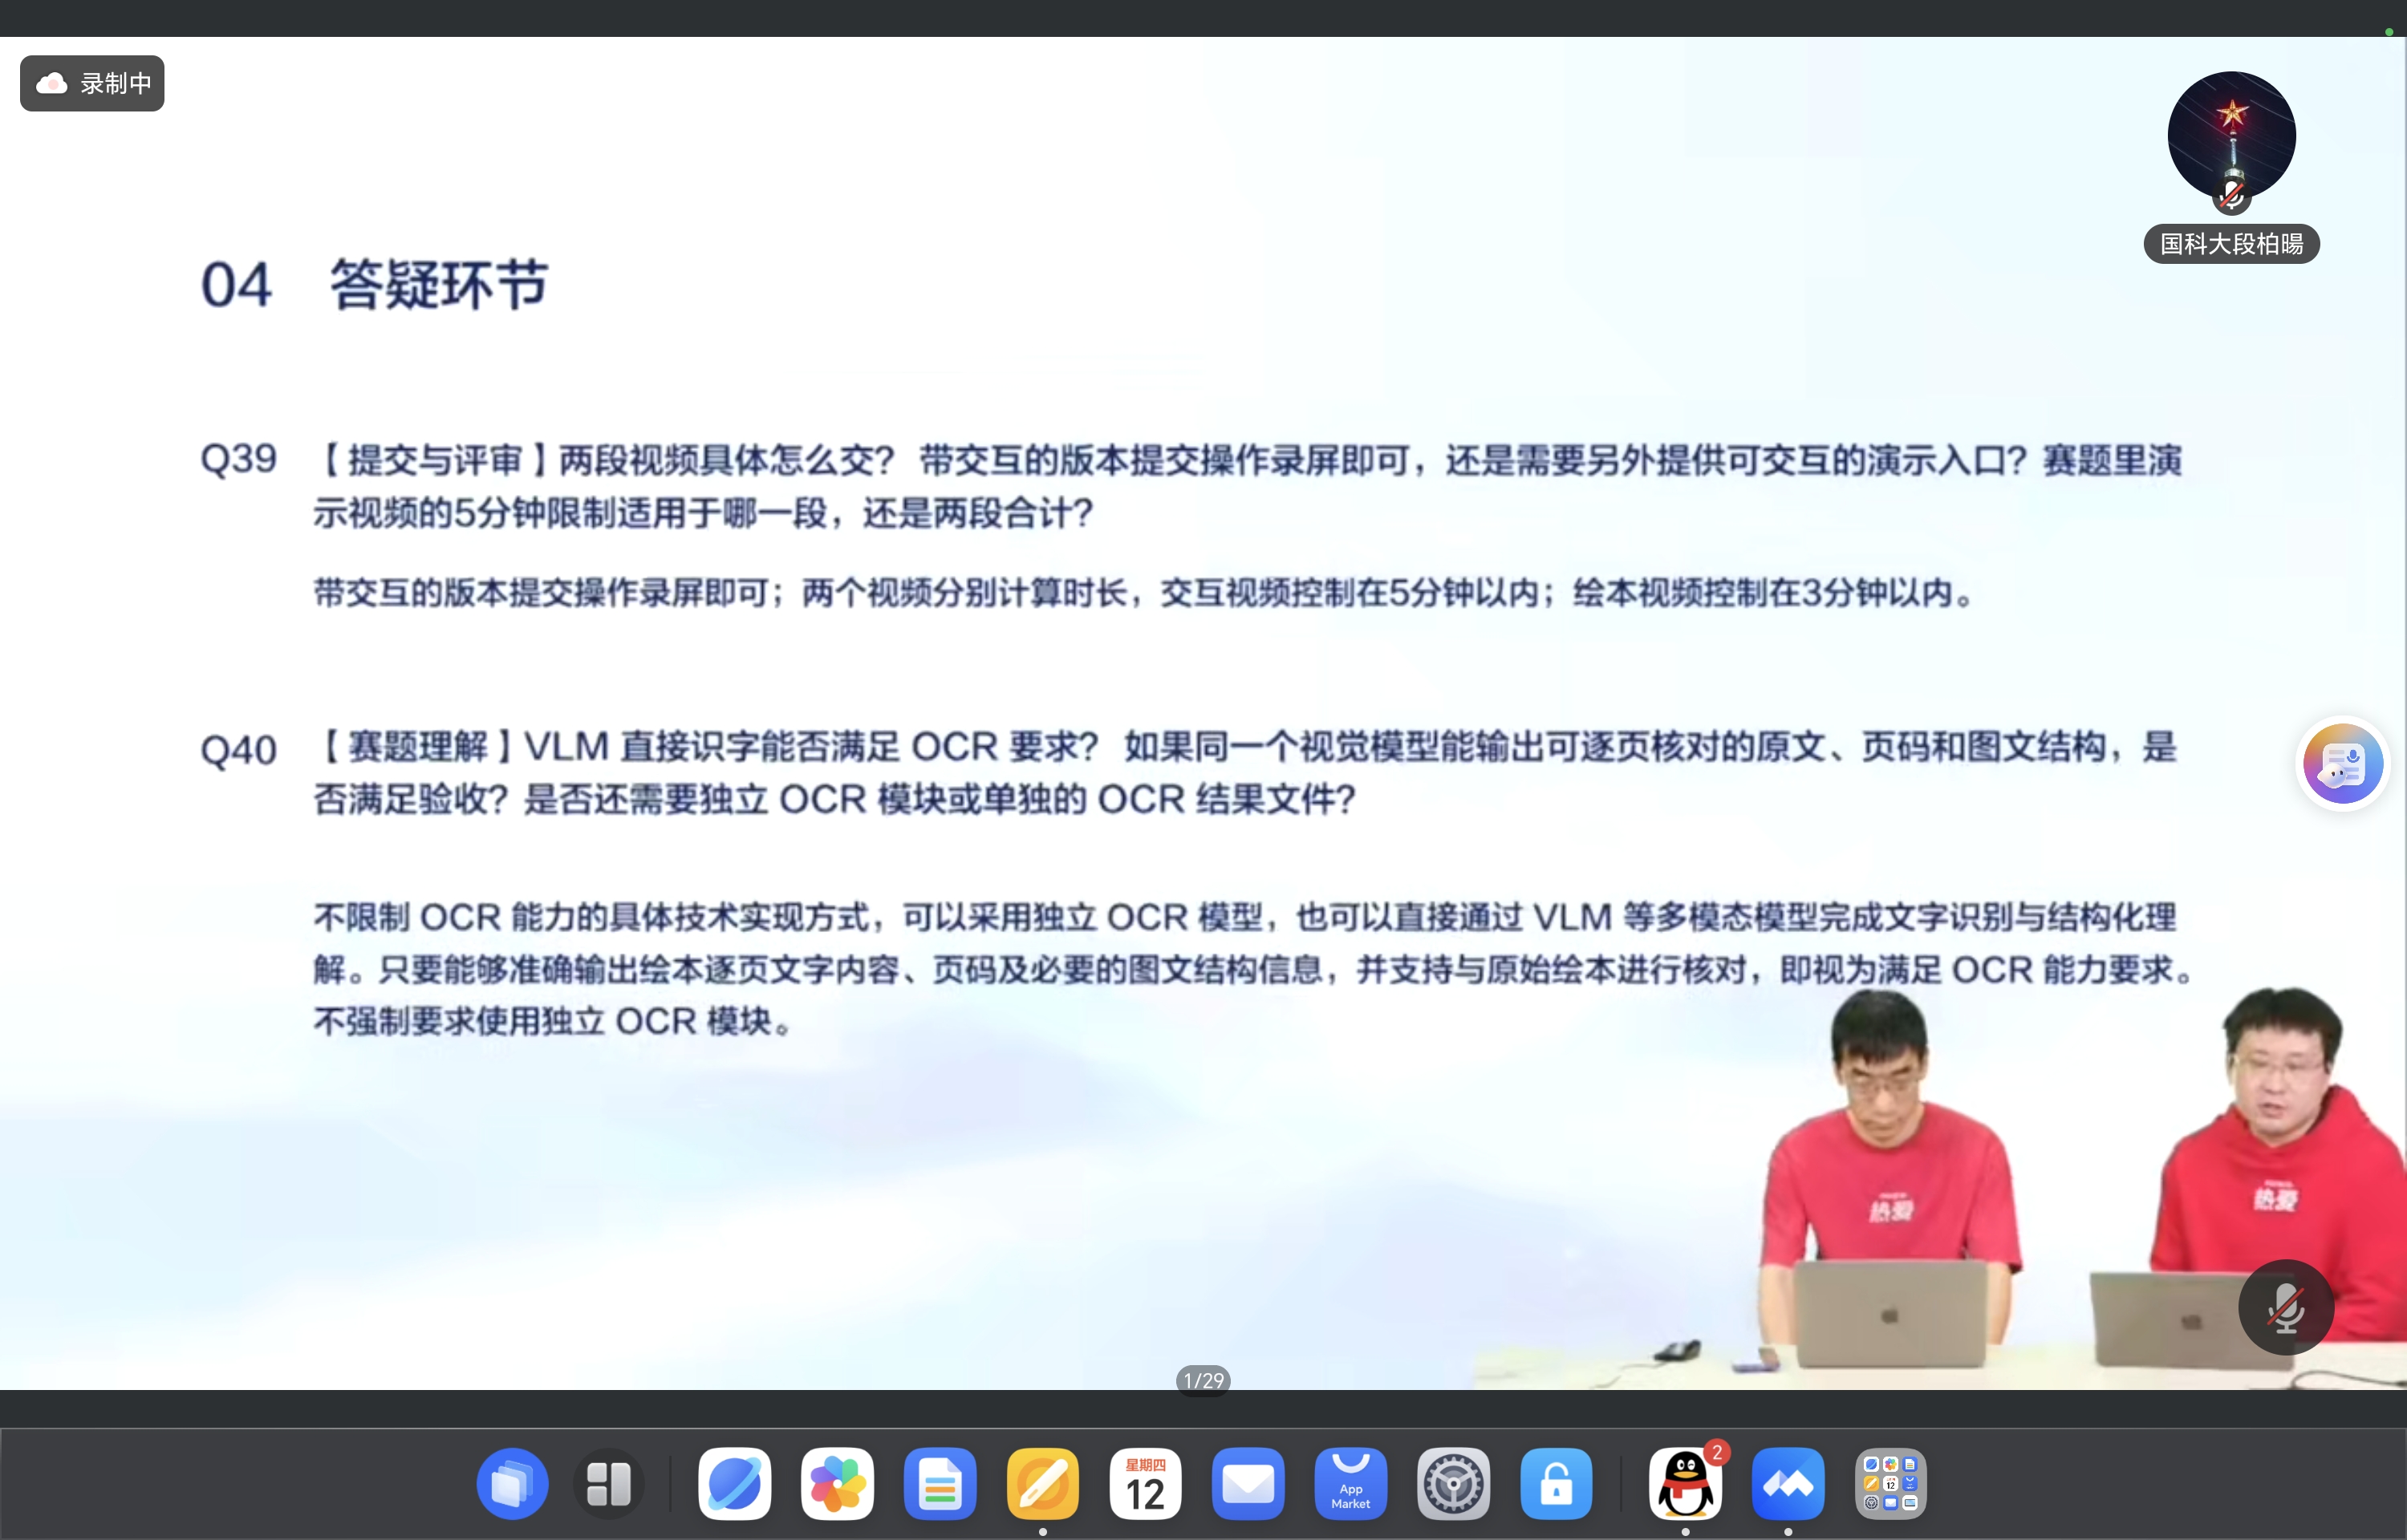 录制中
国科大段柏暘
04 答疑环节
Q39 【提交与评审】两段视频具体怎么交? 带交互的版本提交操作录屏即可，还是需要另外提供可交互的演示入口? 赛题里演
示视频的5分钟限制适用于哪一段，还是两段合计?
带交互的版本提交操作录屏即可；两个视频分别计算时长，交互视频控制在5分钟以内；绘本视频控制在3分钟以内。
Q40 【赛题理解】VLM 直接识字能否满足 OCR 要求? 如果同一个视觉模型能输出可逐页核对的原文、页码和图文结构，是
否满足验收? 是否还需要独立 OCR 模块或单独的 OCR 结果文件?
不限制 OCR 能力的具体技术实现方式，可以采用独立 OCR 模型，也可以直接通过 VLM 等多模态模型完成文字识别与结构化理
解。只要能够准确输出绘本逐页文字内容、页码及必要的图文结构信息，并支持与原始绘本进行核对，即视为满足 OCR 能力要求。
不强制要求使用独立 OCR 模块。
热爱
热爱
1/29
星期四
12
App
Market
2
12